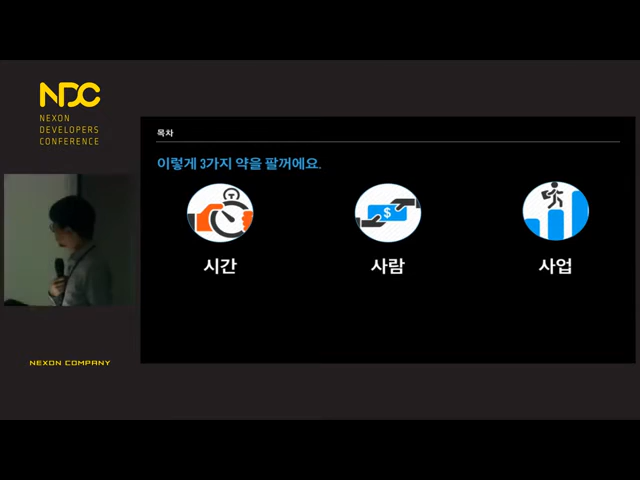 NDC
NEXON
DEVELOPERS
CONFERENCE
목차
이렇게 3가지 약을 팔꺼에요.
$
시간
사람
사업
NEXON COMPANY